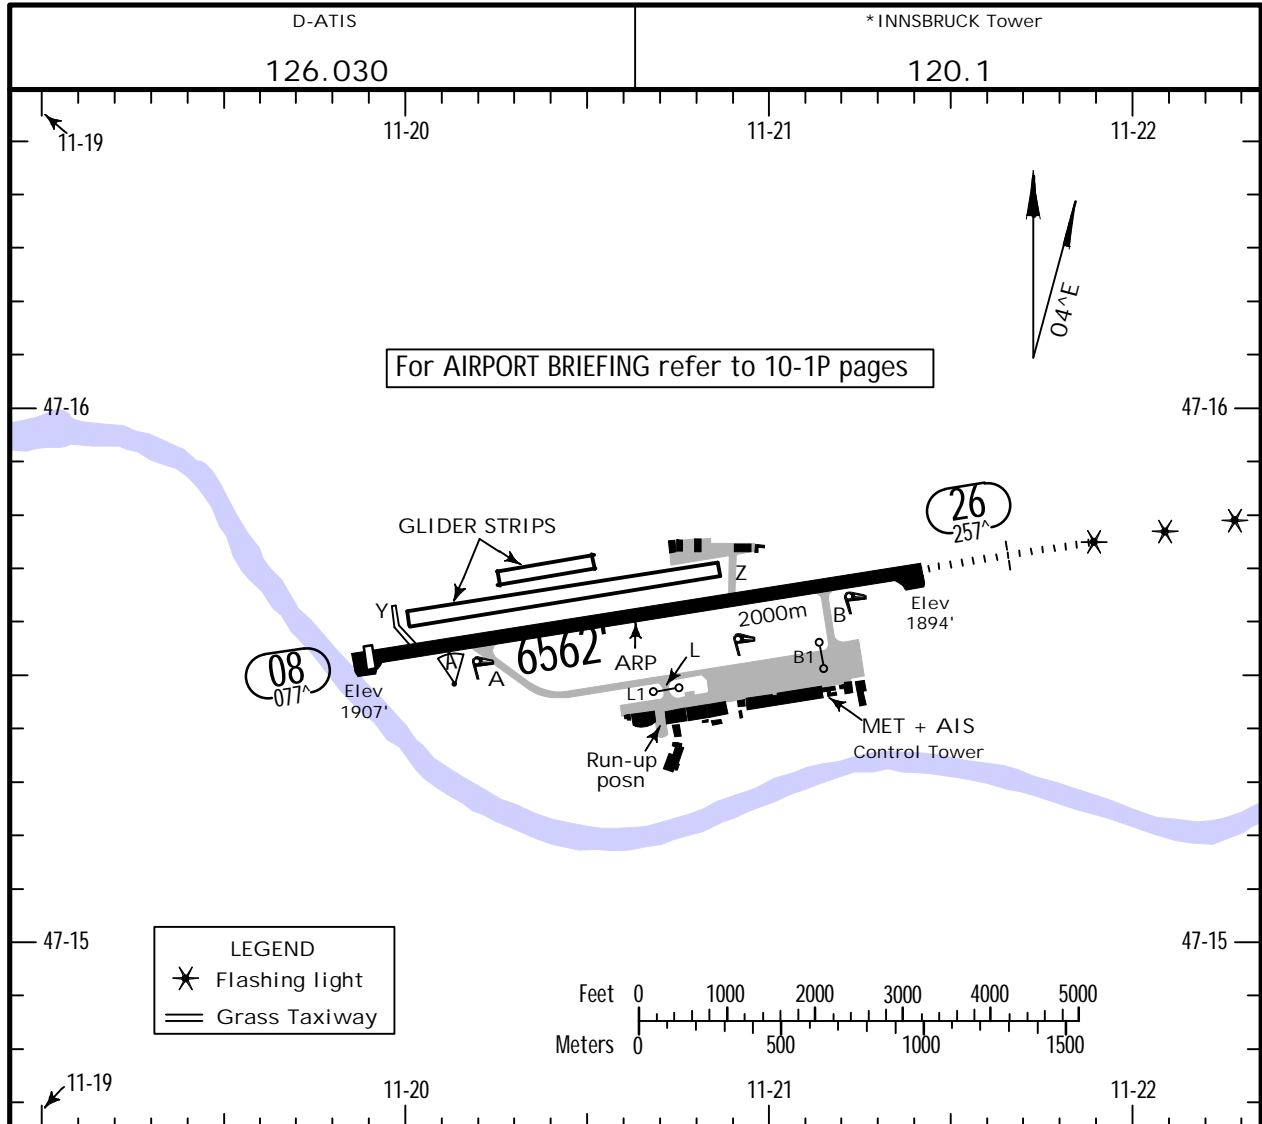 D-ATIS
*INNSBRUCK Tower
126.030
120.1
11-19
11-20
11-21
11-22
04^E
For AIRPORT BRIEFING refer to 10-1P pages
47-16
47-16
26
257^
GLIDER STRIPS
Z
Y
2000m
B
Elev
1894'
6562'
ARP
L
B1
A
A
08
077^
Elev
1907'
L1
MET + AIS
Control Tower
Run-up
posn
47-15
47-15
LEGEND
Flashing light
Grass Taxiway
Feet 0 1000 2000 3000 4000 5000
Meters 0 500 1000 1500
11-19
11-20
11-21
11-22